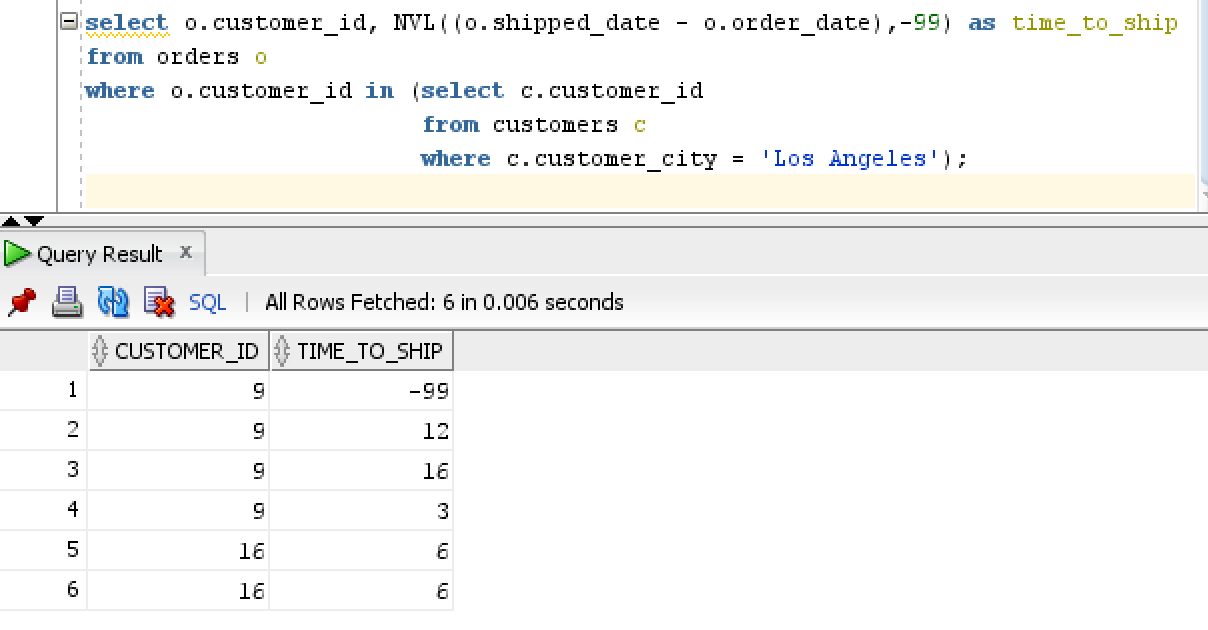 select o.customer_id, NVL((o.shipped_date - o.order_date),-99) as time_to_ship
from orders o
where o.customer_id in (select c.customer_id
from customers c
where c.customer_city = 'Los Angeles');
Query Result x
SQL | All Rows Fetched: 6 in 0.006 seconds
CUSTOMER_ID TIME_TO_SHIP
1 9 -99
2 9 12
3 9 16
4 9 3
5 16 6
6 16 6